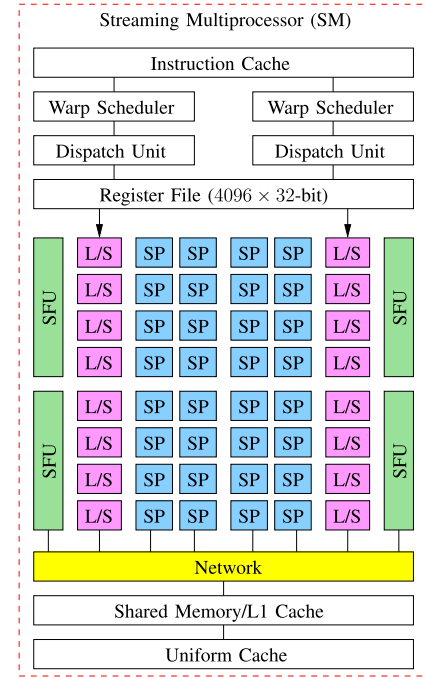 Streaming Multiprocessor (SM)
Instruction Cache
Warp Scheduler Warp Scheduler
Dispatch Unit Dispatch Unit
Register File (4096 × 32-bit)
SFU L/S SP SP SP SP L/S SFU
L/S SP SP SP SP L/S
L/S SP SP SP SP L/S
L/S SP SP SP SP L/S
SFU L/S SP SP SP SP L/S SFU
L/S SP SP SP SP L/S
L/S SP SP SP SP L/S
L/S SP SP SP SP L/S
Network
Shared Memory/L1 Cache
Uniform Cache